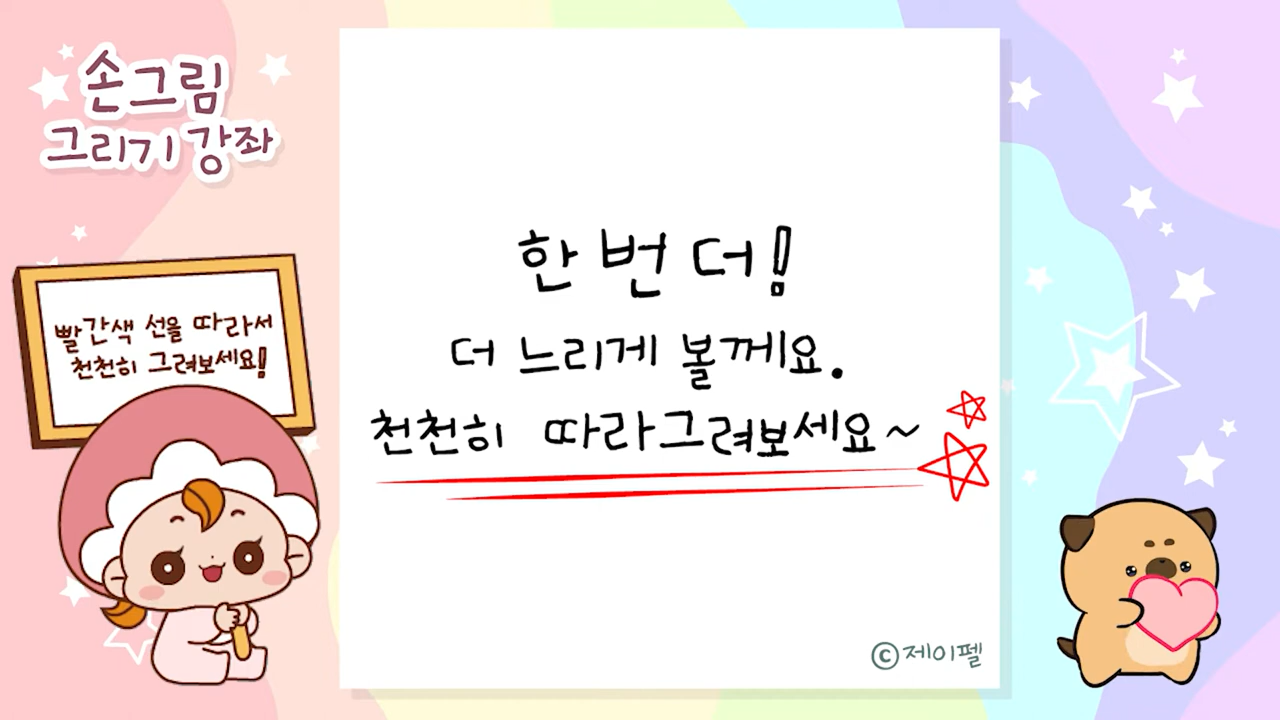 손그림
그리기 강좌
빨간색 선을 따라서
천천히 그려보세요!
한 번 더!
더 느리게 볼께요.
천천히 따라그려보세요~
©제이펠